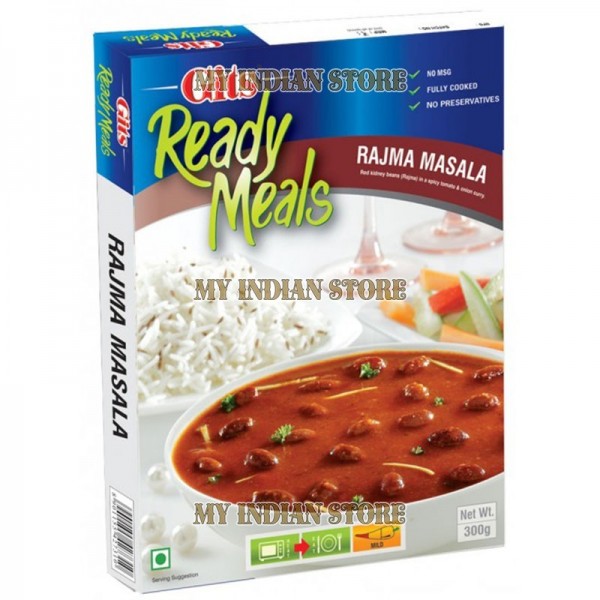 Gits
Ready Meals
MY INDIAN STORE
Gits
Ready
Meals
NO MSG
FULLY COOKED
NO PRESERVATIVES
RAJMA MASALA
Red kidney beans (Rajma) in a spicy tomato & onion curry.
RAJMA MASALA
MY INDIAN STORE
MY INDIAN STORE
Net Wt.
300g
MILD
Serving Suggestion